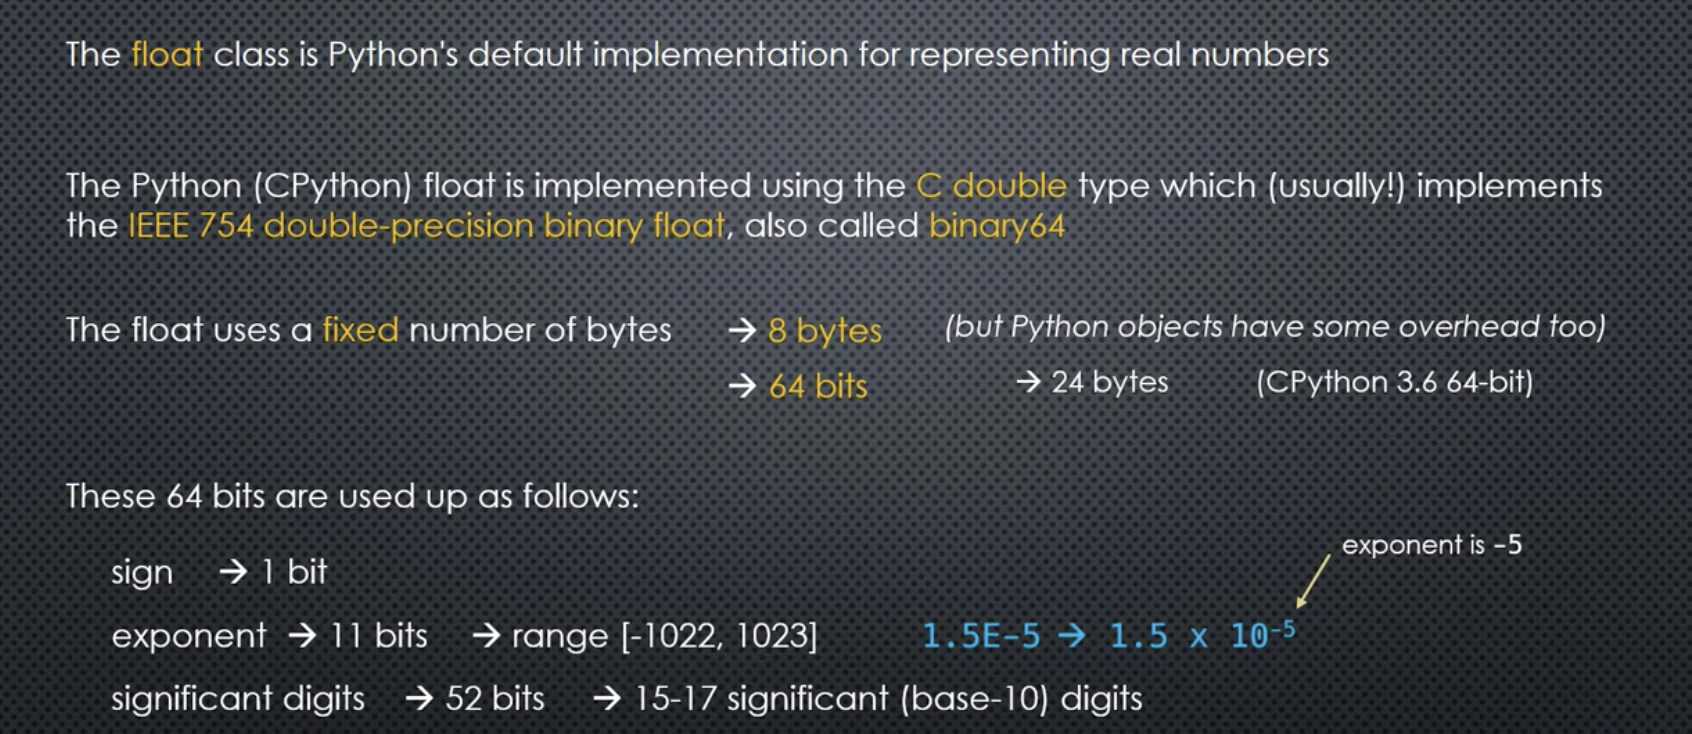 The float class is Python's default implementation for representing real numbers
The Python (CPython) float is implemented using the C double type which (usually!) implements
the IEEE 754 double-precision binary float, also called binary64
The float uses a fixed number of bytes → 8 bytes (but Python objects have some overhead too)
→ 64 bits → 24 bytes (CPython 3.6 64-bit)
These 64 bits are used up as follows:
exponent is -5
sign → 1 bit
exponent → 11 bits → range [-1022, 1023] 1.5E-5 → 1.5 x 10⁻⁵
significant digits → 52 bits → 15-17 significant (base-10) digits